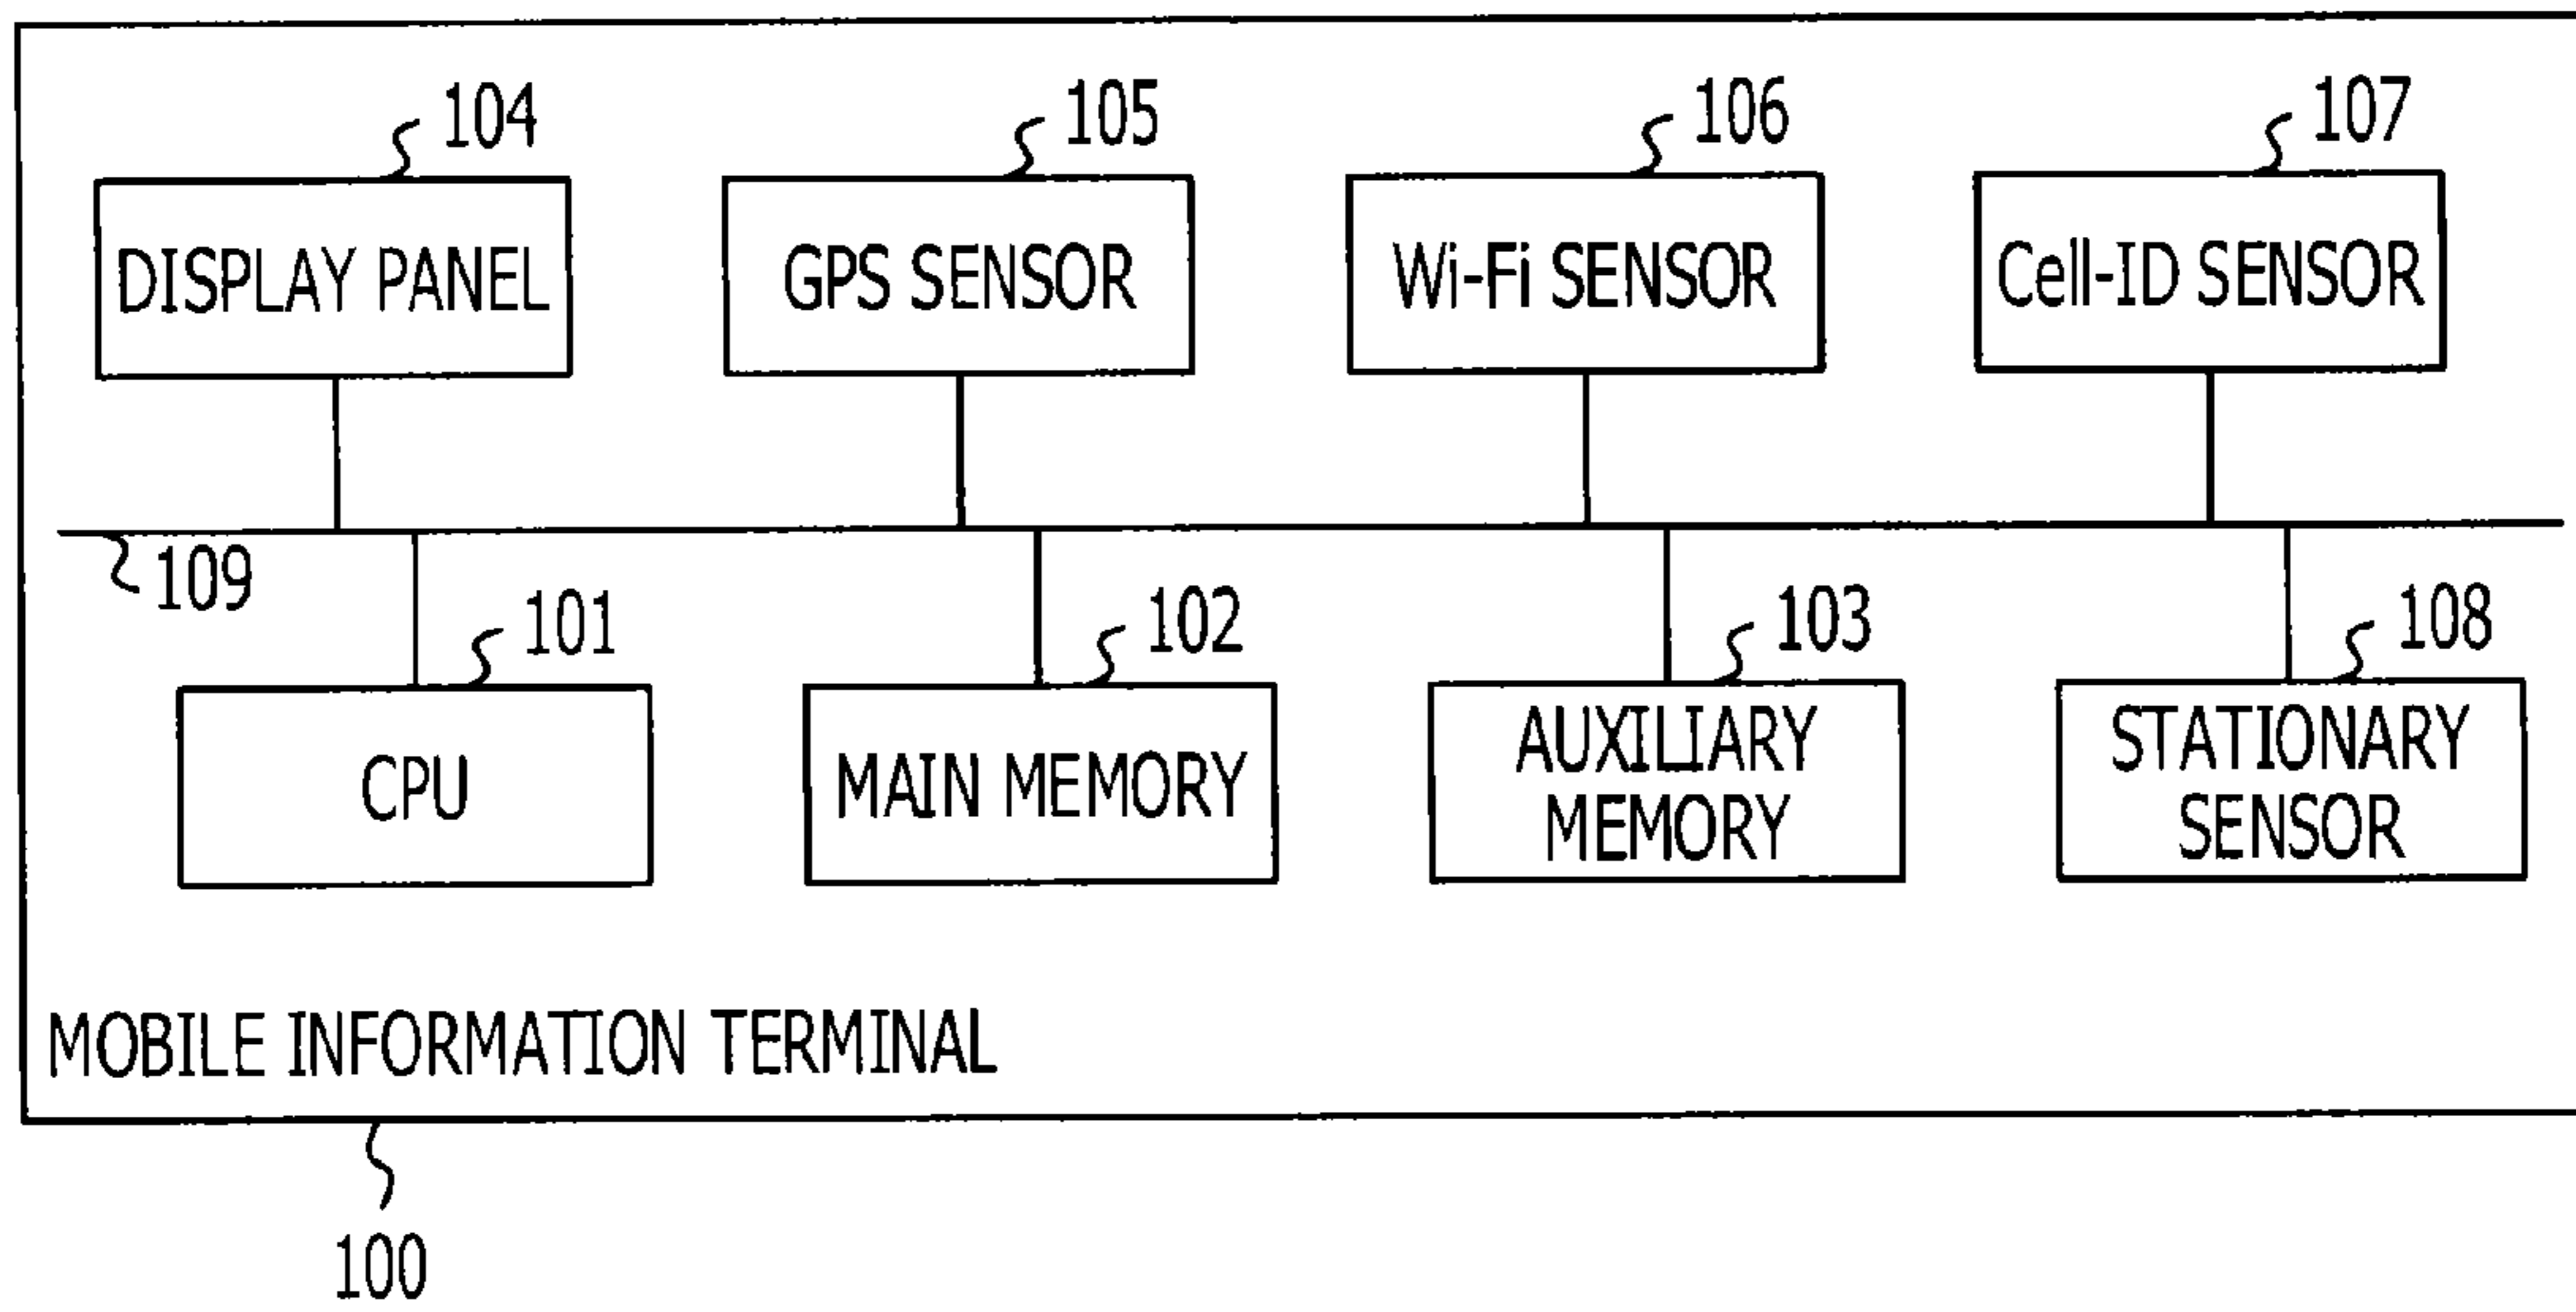 104
105
106
107
DISPLAY PANEL
GPS SENSOR
Wi-Fi SENSOR
Cell-ID SENSOR
109
101
102
103
108
CPU
MAIN MEMORY
AUXILIARY
MEMORY
STATIONARY
SENSOR
MOBILE INFORMATION TERMINAL
100